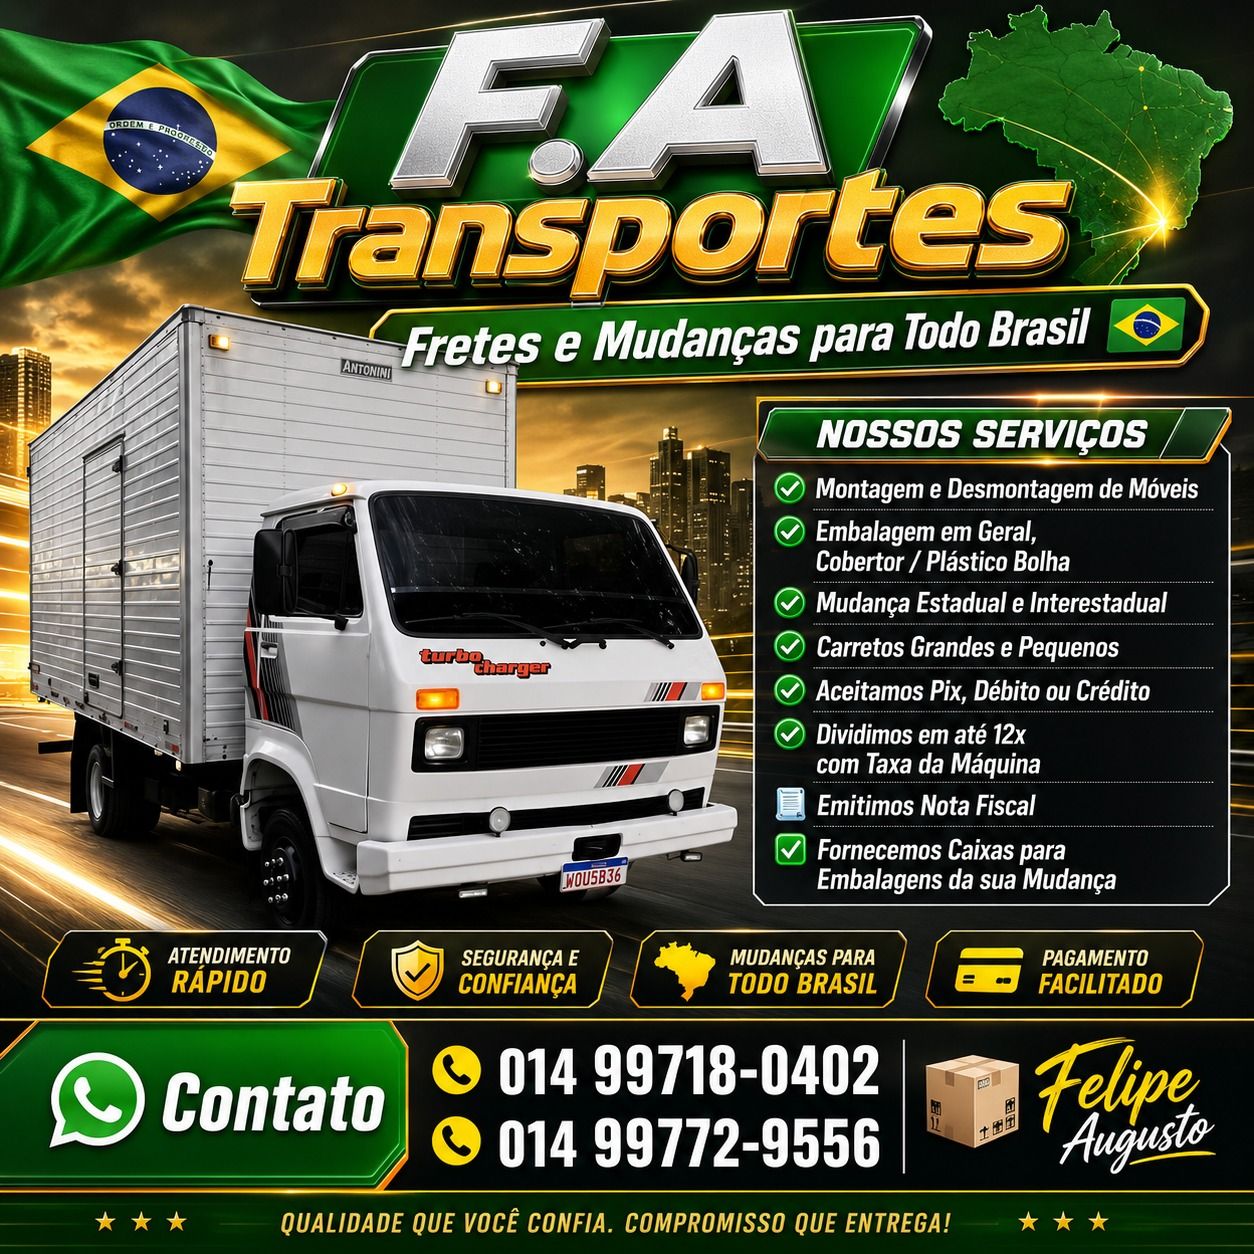 ORDEM E PROGRESSO
F.A
Transportes
Fretes e Mudanças para Todo Brasil
ANTONINI
turbo
charger
WOU5B36
NOSSOS SERVIÇOS
Montagem e Desmontagem de Móveis
Embalagem em Geral,
Cobertor / Plástico Bolha
Mudança Estadual e Interestadual
Carretos Grandes e Pequenos
Aceitamos Pix, Débito ou Crédito
Dividimos em até 12x
com Taxa da Máquina
Emitimos Nota Fiscal
Fornecemos Caixas para
Embalagens da sua Mudança
ATENDIMENTO
RÁPIDO
SEGURANÇA E
CONFIANÇA
MUDANÇAS PARA
TODO BRASIL
PAGAMENTO
FACILITADO
Contato
014 99718-0402
014 99772-9556
Felipe
Augusto
QUALIDADE QUE VOCÊ CONFIA. COMPROMISSO QUE ENTREGA!